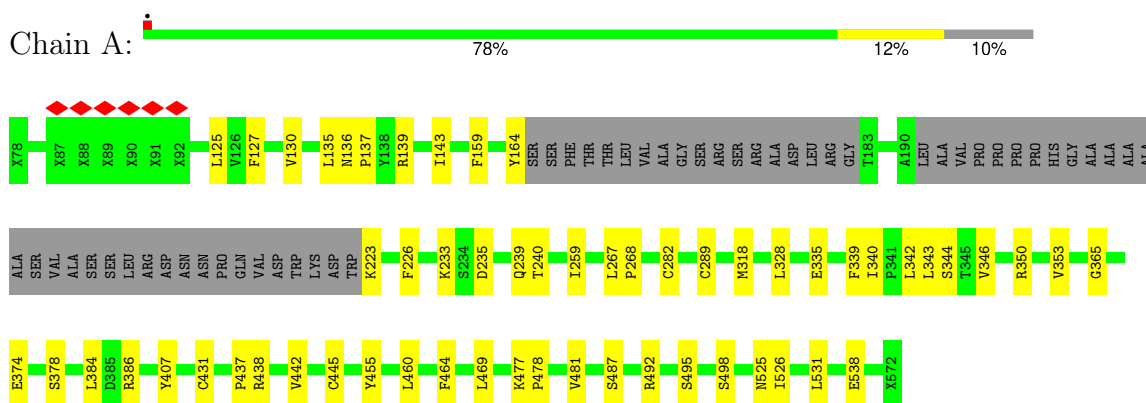 Chain A:
78% 12% 10%
X78 X87 X88 X89 X90 X91 X92 L125 V126 F127 V130 L135 N136 P137 Y138 R139 I143 F159 Y164 SER SER PHE THR THR LEU VAL ALA GLY SER ARG SER ARG ALA ASP LEU ARG GLY T183 A190 LEU ALA VAL PRO PRO PRO PRO HIS GLY ALA ALA ALA ALA
ALA SER VAL ALA SER SER LEU ARG ASP ASN ASN PRO GLN VAL ASP TRP LYS ASP TRP K223 F226 K233 S234 D235 Q239 T240 I259 L267 P268 C282 C289 M318 L328 E335 F339 I340 P341 L342 L343 S344 T345 V346 R350 V353 G365
E374 S378 L384 D385 R386 Y407 C431 P437 R438 V442 C445 Y455 L460 F464 L469 K477 P478 V481 S487 R492 S495 S498 N525 I526 L531 E538 X572